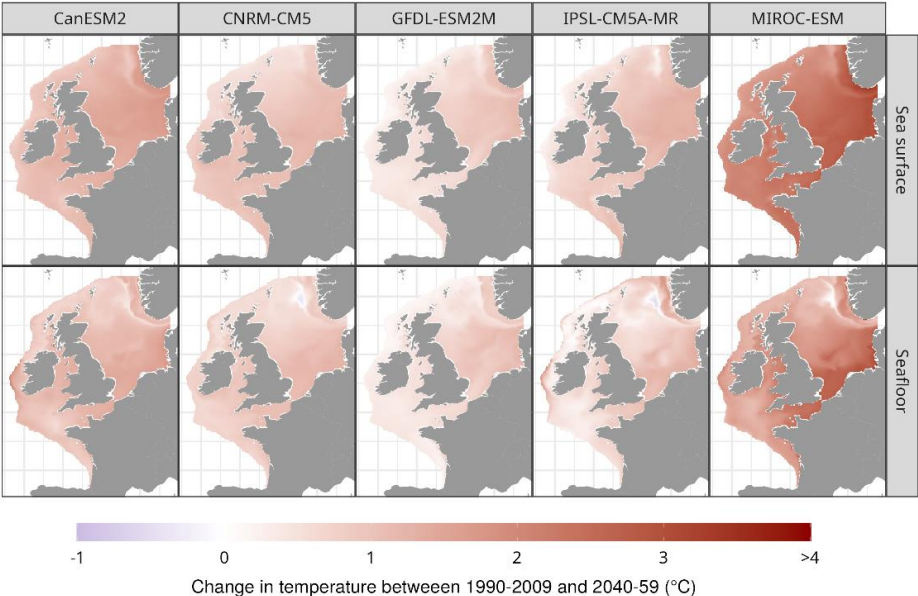 CanESM2 CNRM-CM5 GFDL-ESM2M IPSL-CM5A-MR MIROC-ESM
Sea surface
Seafloor
-1 0 1 2 3 >4
Change in temperature betweeen 1990-2009 and 2040-59 (°C)